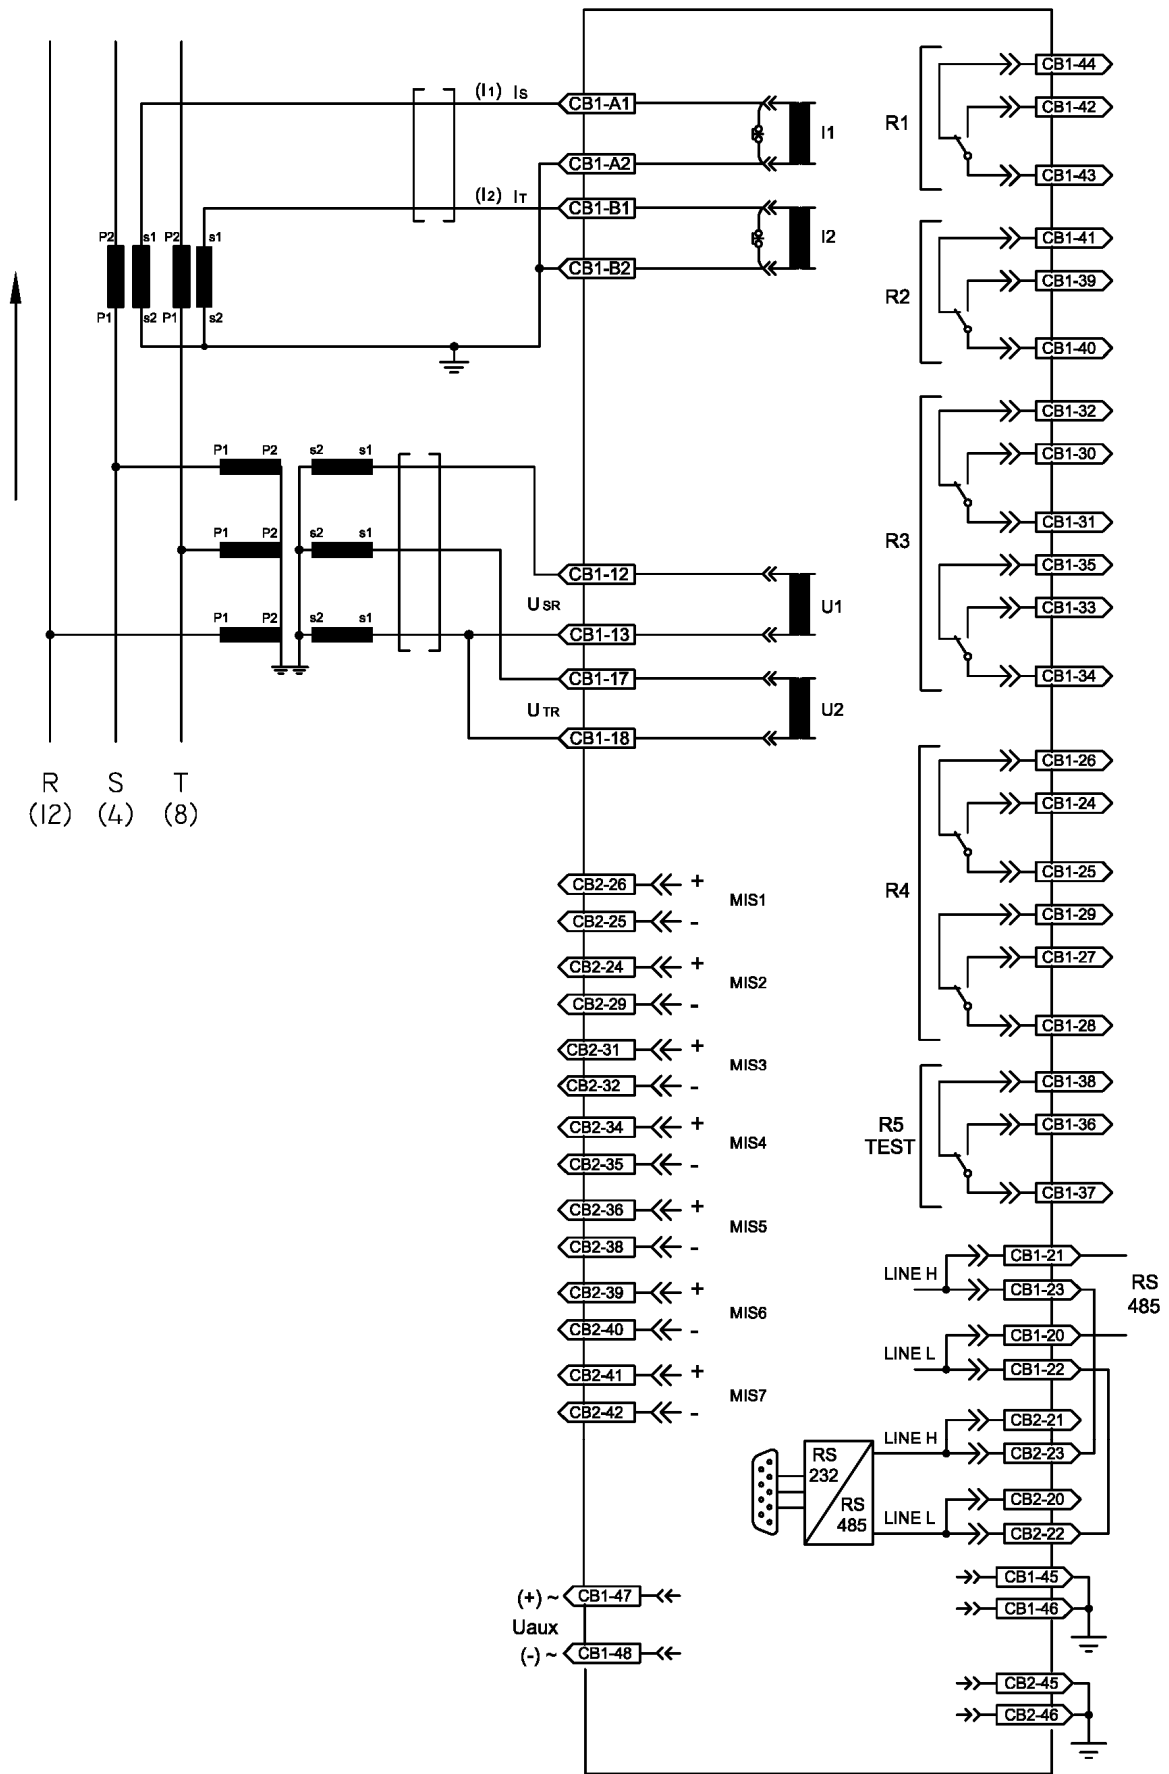 (I1) IS
CB1-A1
I1
CB1-A2
(I2) IT
CB1-B1
I2
CB1-B2
P2 s1 P2 s1
P1 s2 P1 s2
P1 P2 s2 s1
P1 P2 s2 s1
P1 P2 s2 s1
CB1-12
U SR
U1
CB1-13
CB1-17
U TR
U2
CB1-18
R S T
(12) (4) (8)
CB2-26 +
MIS1
CB2-25 -
CB2-24 +
MIS2
CB2-29 -
CB2-31 +
MIS3
CB2-32 -
CB2-34 +
MIS4
CB2-35 -
CB2-36 +
MIS5
CB2-38 -
CB2-39 +
MIS6
CB2-40 -
CB2-41 +
MIS7
CB2-42 -
(+) ~ CB1-47
Uaux
(-) ~ CB1-48
CB1-44
R1
CB1-42
CB1-43
CB1-41
R2
CB1-39
CB1-40
CB1-32
CB1-30
CB1-31
R3
CB1-35
CB1-33
CB1-34
CB1-26
CB1-24
CB1-25
R4
CB1-29
CB1-27
CB1-28
CB1-38
R5
TEST
CB1-36
CB1-37
CB1-21
LINE H
CB1-23
RS
485
CB1-20
LINE L
CB1-22
CB2-21
LINE H
CB2-23
RS
232
RS
485
CB2-20
LINE L
CB2-22
CB1-45
CB1-46
CB2-45
CB2-46